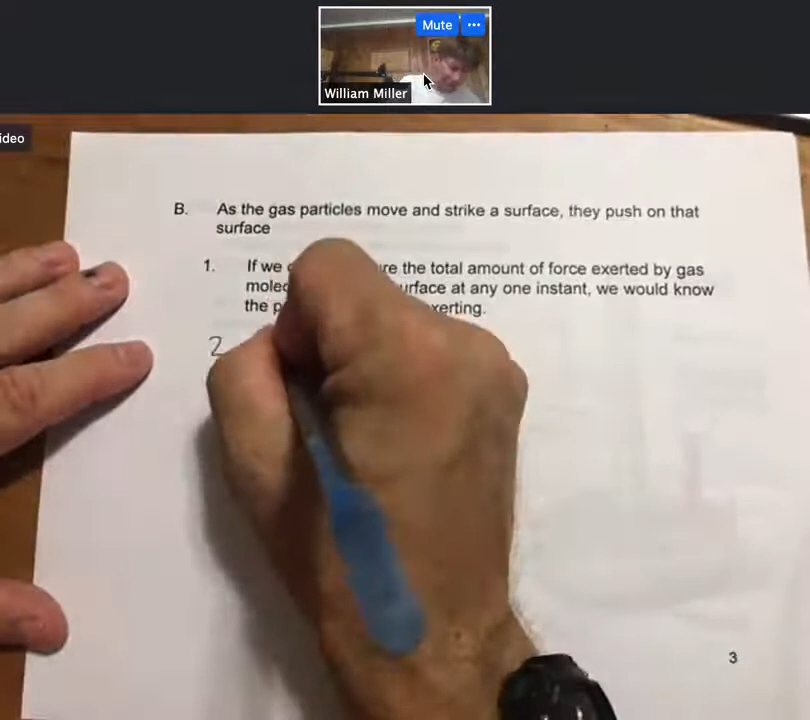 Mute
William Miller
ideo
B. As the gas particles move and strike a surface, they push on that
surface
1. If we re the total amount of force exerted by gas
molec urface at any one instant, we would know
the p xerting.
2
3